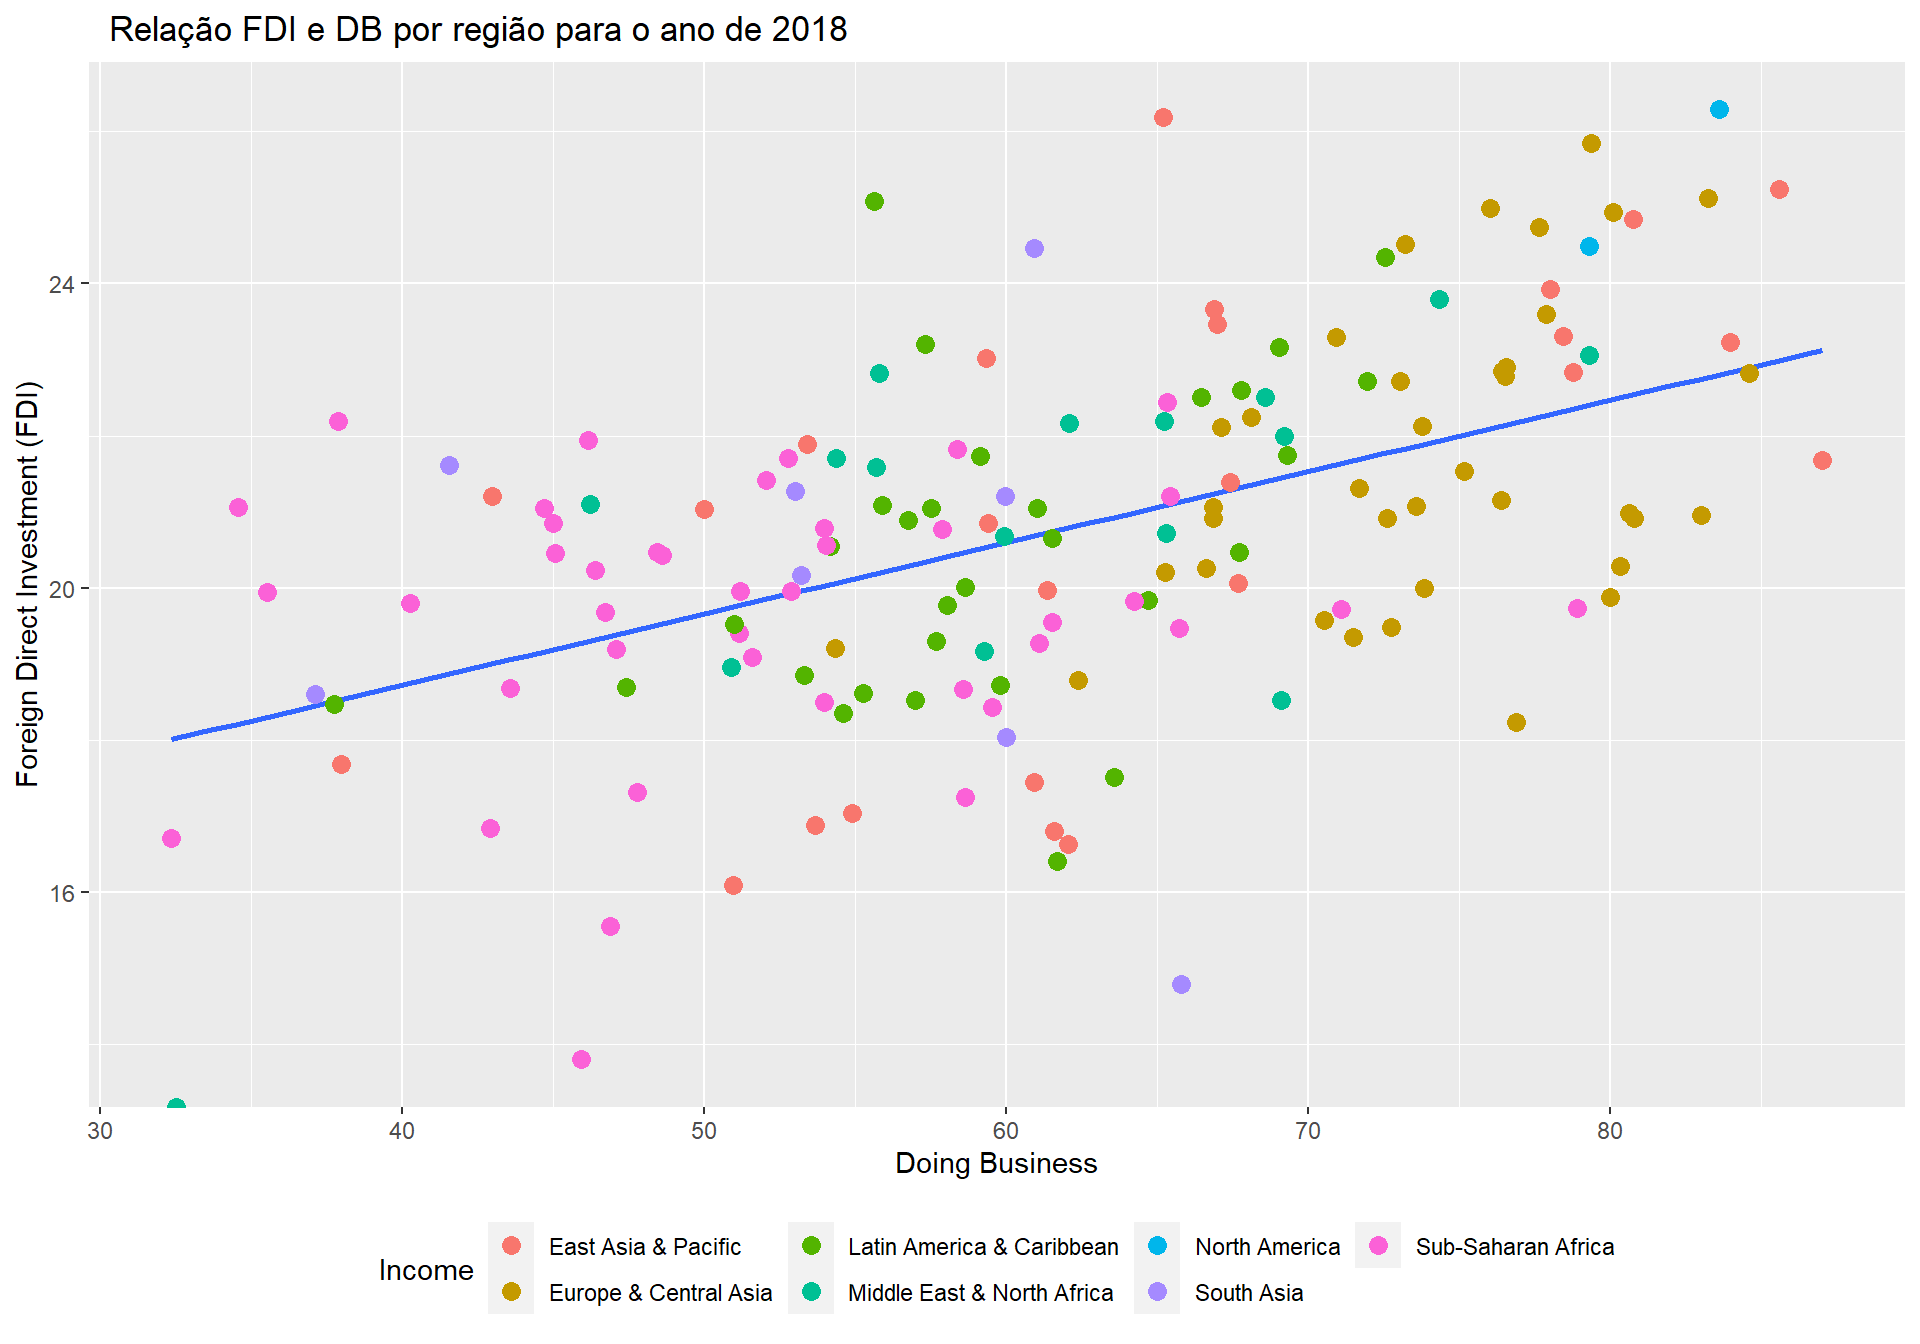 Relação FDI e DB por região para o ano de 2018
Foreign Direct Investment (FDI)
24
20
16
30 40 50 60 70 80
Doing Business
Income
East Asia & Pacific
Europe & Central Asia
Latin America & Caribbean
Middle East & North Africa
North America
South Asia
Sub-Saharan Africa